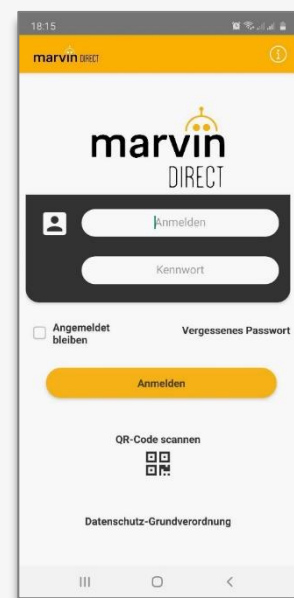 18:15
marvin DIRECT
marvin
DIRECT
Anmelden
Kennwort
Angemeldet
bleiben
Vergessenes Passwort
Anmelden
QR-Code scannen
Datenschutz-Grundverordnung